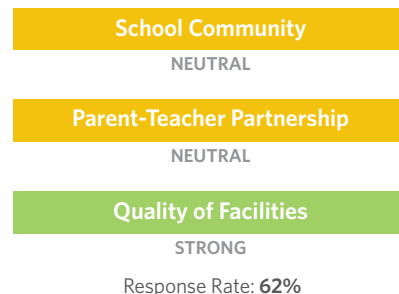 School Community
NEUTRAL
Parent-Teacher Partnership
NEUTRAL
Quality of Facilities
STRONG
Response Rate: 62%